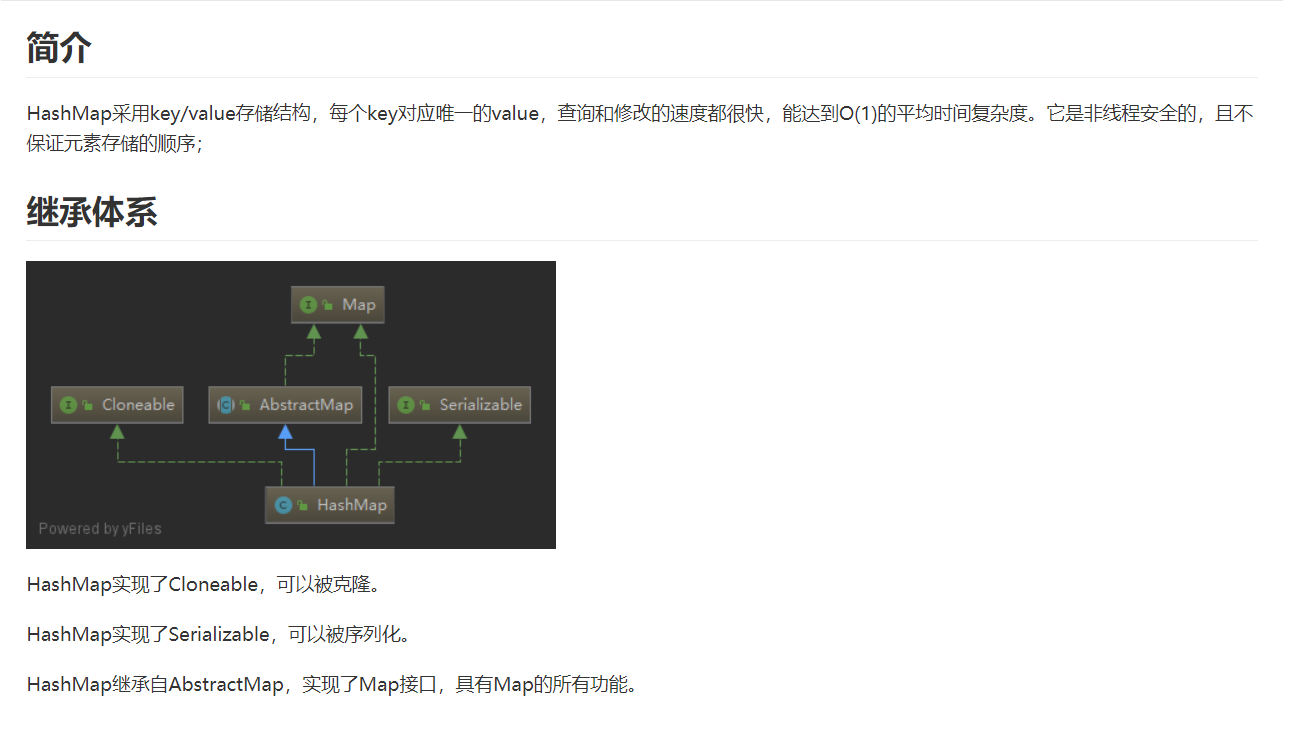 简介
HashMap采用key/value存储结构，每个key对应唯一的value，查询和修改的速度都很快，能达到O(1)的平均时间复杂度。它是非线程安全的，且不
保证元素存储的顺序；
继承体系
Map
Cloneable
AbstractMap
Serializable
HashMap
Powered by yFiles
HashMap实现了Cloneable，可以被克隆。
HashMap实现了Serializable，可以被序列化。
HashMap继承自AbstractMap，实现了Map接口，具有Map的所有功能。